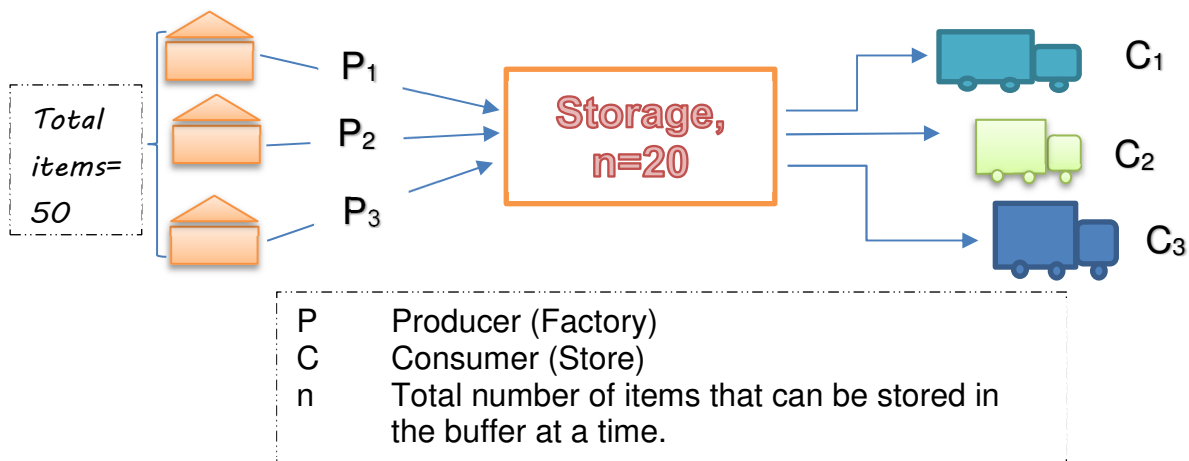 Total
items=
50
P₁
P₂
P₃
Storage,
n=20
C₁
C₂
C₃
P Producer (Factory)
C Consumer (Store)
n Total number of items that can be stored in
the buffer at a time.